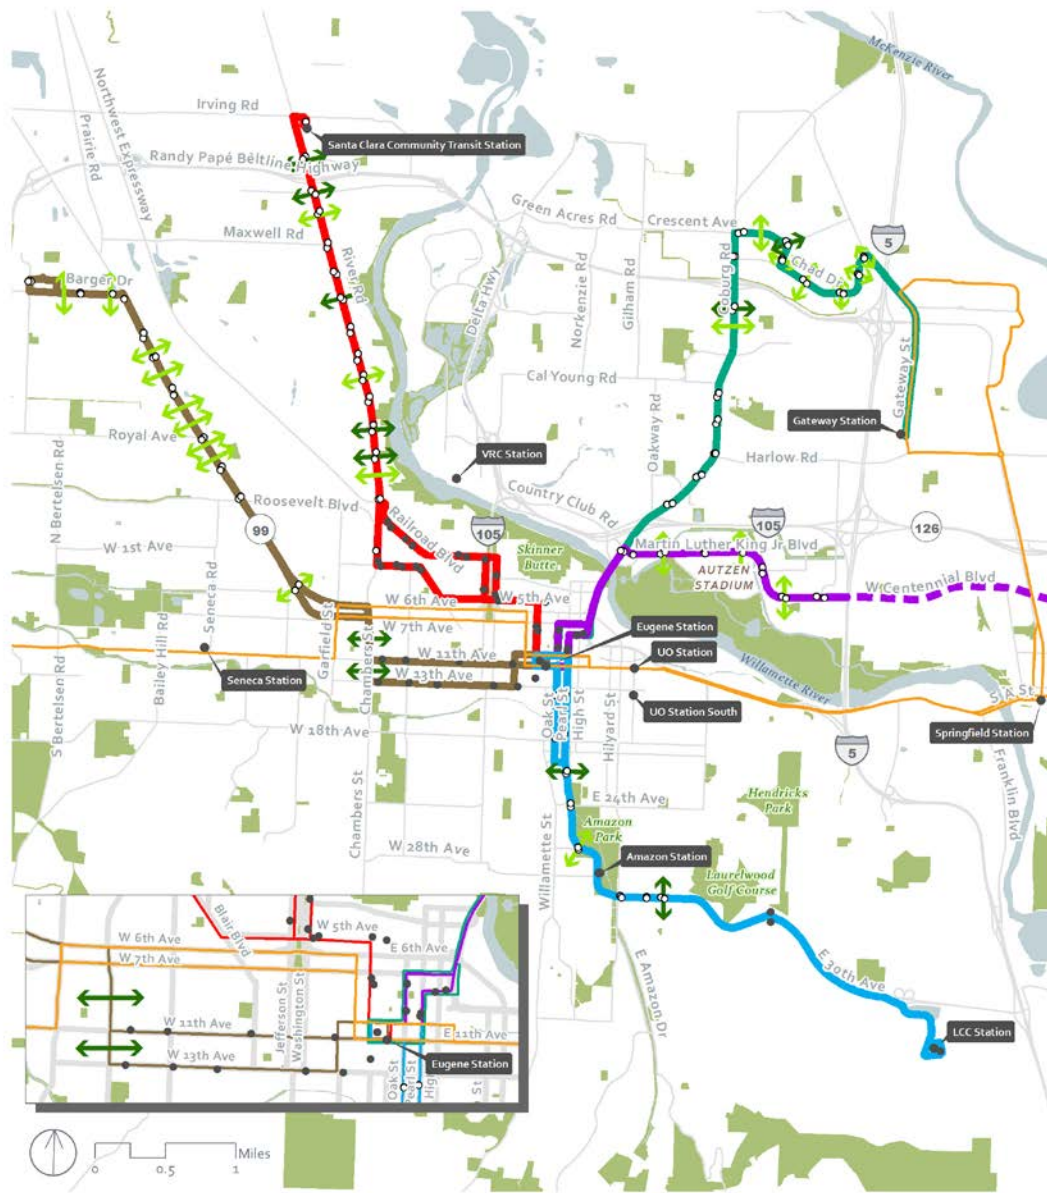 McKenzie River
Irving Rd
Northwest Expressway
Prairie Rd
Santa Clara Community Transit Station
Randy Papé Beltline Highway
Green Acres Rd
Crescent Ave
5
Maxwell Rd
River Rd
Delta Hwy
Norkenzie Rd
Gilham Rd
Coburg Rd
Chad Dr
Barger Dr
Gateway St
Cal Young Rd
Oakway Rd
Gateway Station
Royal Ave
N Bertelsen Rd
VRC Station
Harlow Rd
Roosevelt Blvd
Railroad Blvd
Country Club Rd
99
105
105
126
W 1st Ave
Skinner
Butte
Martin Luther King Jr Blvd
AUTZEN
STADIUM
W Centennial Blvd
Seneca Rd
W 5th Ave
W 6th Ave
W 7th Ave
Garfield St
Chambers St
Eugene Station
Bailey Hill Rd
W 11th Ave
W 13th Ave
UO Station
Seneca Station
S Bertelsen Rd
Willamette River
S A St
UO Station South
Oak St
Pearl St
High St
Hilyard St
Springfield Station
W 18th Ave
5
Franklin Blvd
Chambers St
E 24th Ave
Hendricks
Park
Amazon
Park
Willamette St
W 28th Ave
Amazon Station
Laurelwood
Golf Course
E Amazon Dr
E 30th Ave
LCC Station
Blair Blvd
W 5th Ave
W 6th Ave
E 6th Ave
W 7th Ave
Jefferson St
Washington St
W 11th Ave
E 11th Ave
W 13th Ave
Eugene Station
Oak St
Pearl St
High
St
0
0.5
1
Miles